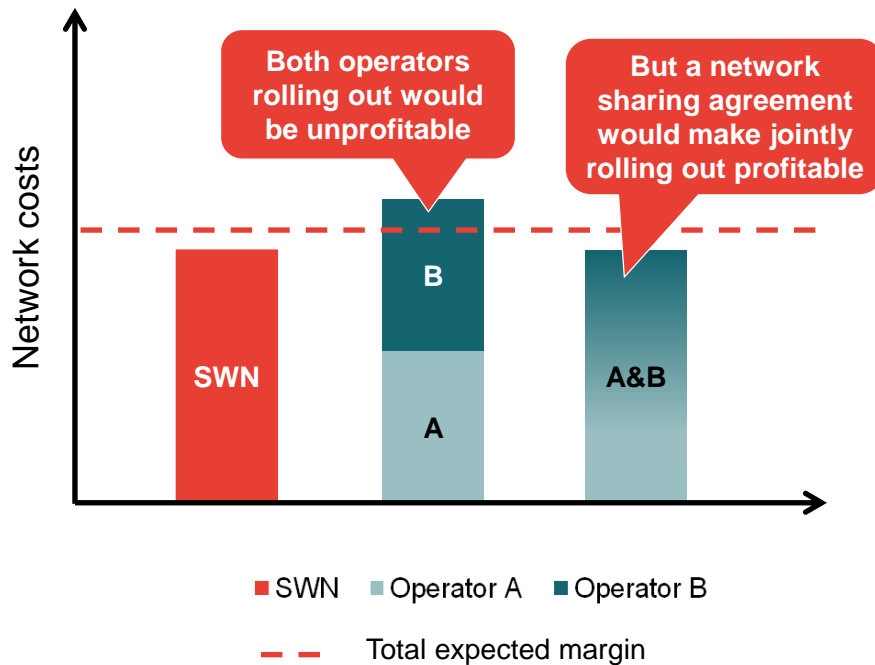 Both operators
rolling out would
be unprofitable
But a network
sharing agreement
would make jointly
rolling out profitable
Network costs
SWN
B
A
A&B
SWN
Operator A
Operator B
Total expected margin